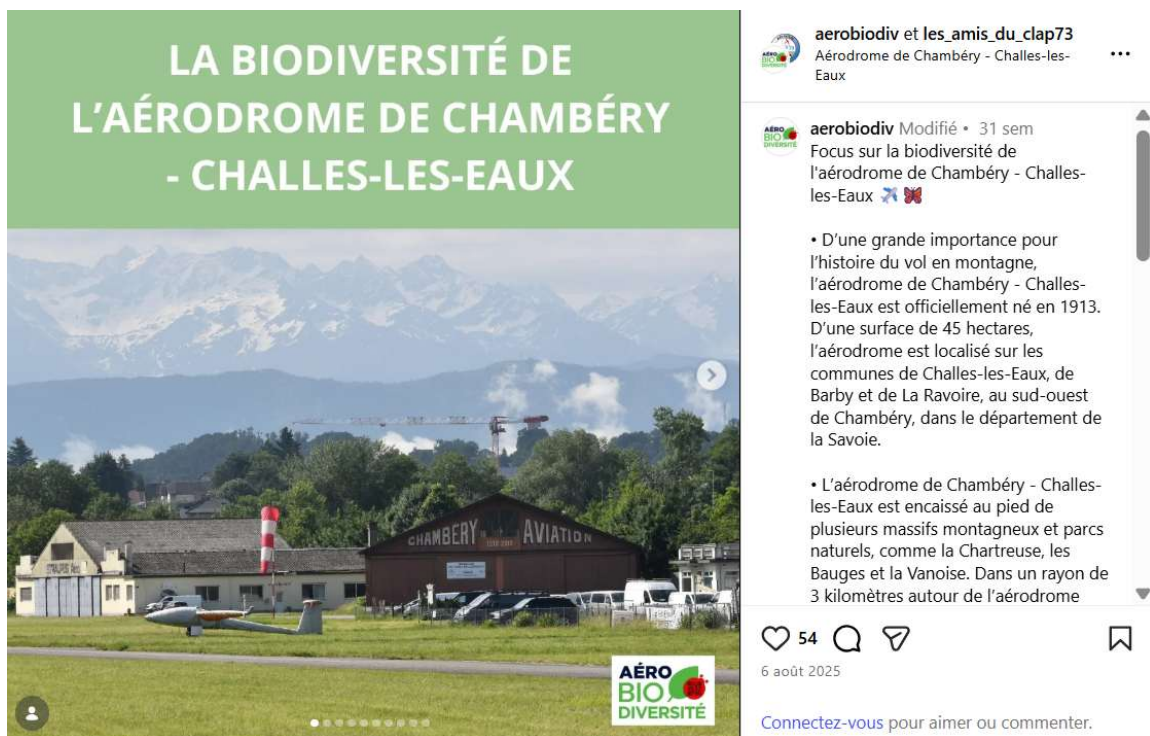 LA BIODIVERSITÉ DE
L'AÉRODROME DE CHAMBÉRY
- CHALLES-LES-EAUX
CHAMBERY AVIATION
AÉRO
BIO
DIVERSITÉ
aerobiodiv et les_amis_du_clap73
Aérodrome de Chambéry - Challes-les-
Eaux
aerobiodiv Modifié • 31 sem
Focus sur la biodiversité de
l'aérodrome de Chambéry - Challes-
les-Eaux ✈️ 🦋
• D'une grande importance pour
l'histoire du vol en montagne,
l'aérodrome de Chambéry - Challes-
les-Eaux est officiellement né en 1913.
D'une surface de 45 hectares,
l'aérodrome est localisé sur les
communes de Challes-les-Eaux, de
Barby et de La Ravoire, au sud-ouest
de Chambéry, dans le département de
la Savoie.
• L'aérodrome de Chambéry - Challes-
les-Eaux est encaissé au pied de
plusieurs massifs montagneux et parcs
naturels, comme la Chartreuse, les
Bauges et la Vanoise. Dans un rayon de
3 kilomètres autour de l'aérodrome
54
6 août 2025
Connectez-vous pour aimer ou commenter.